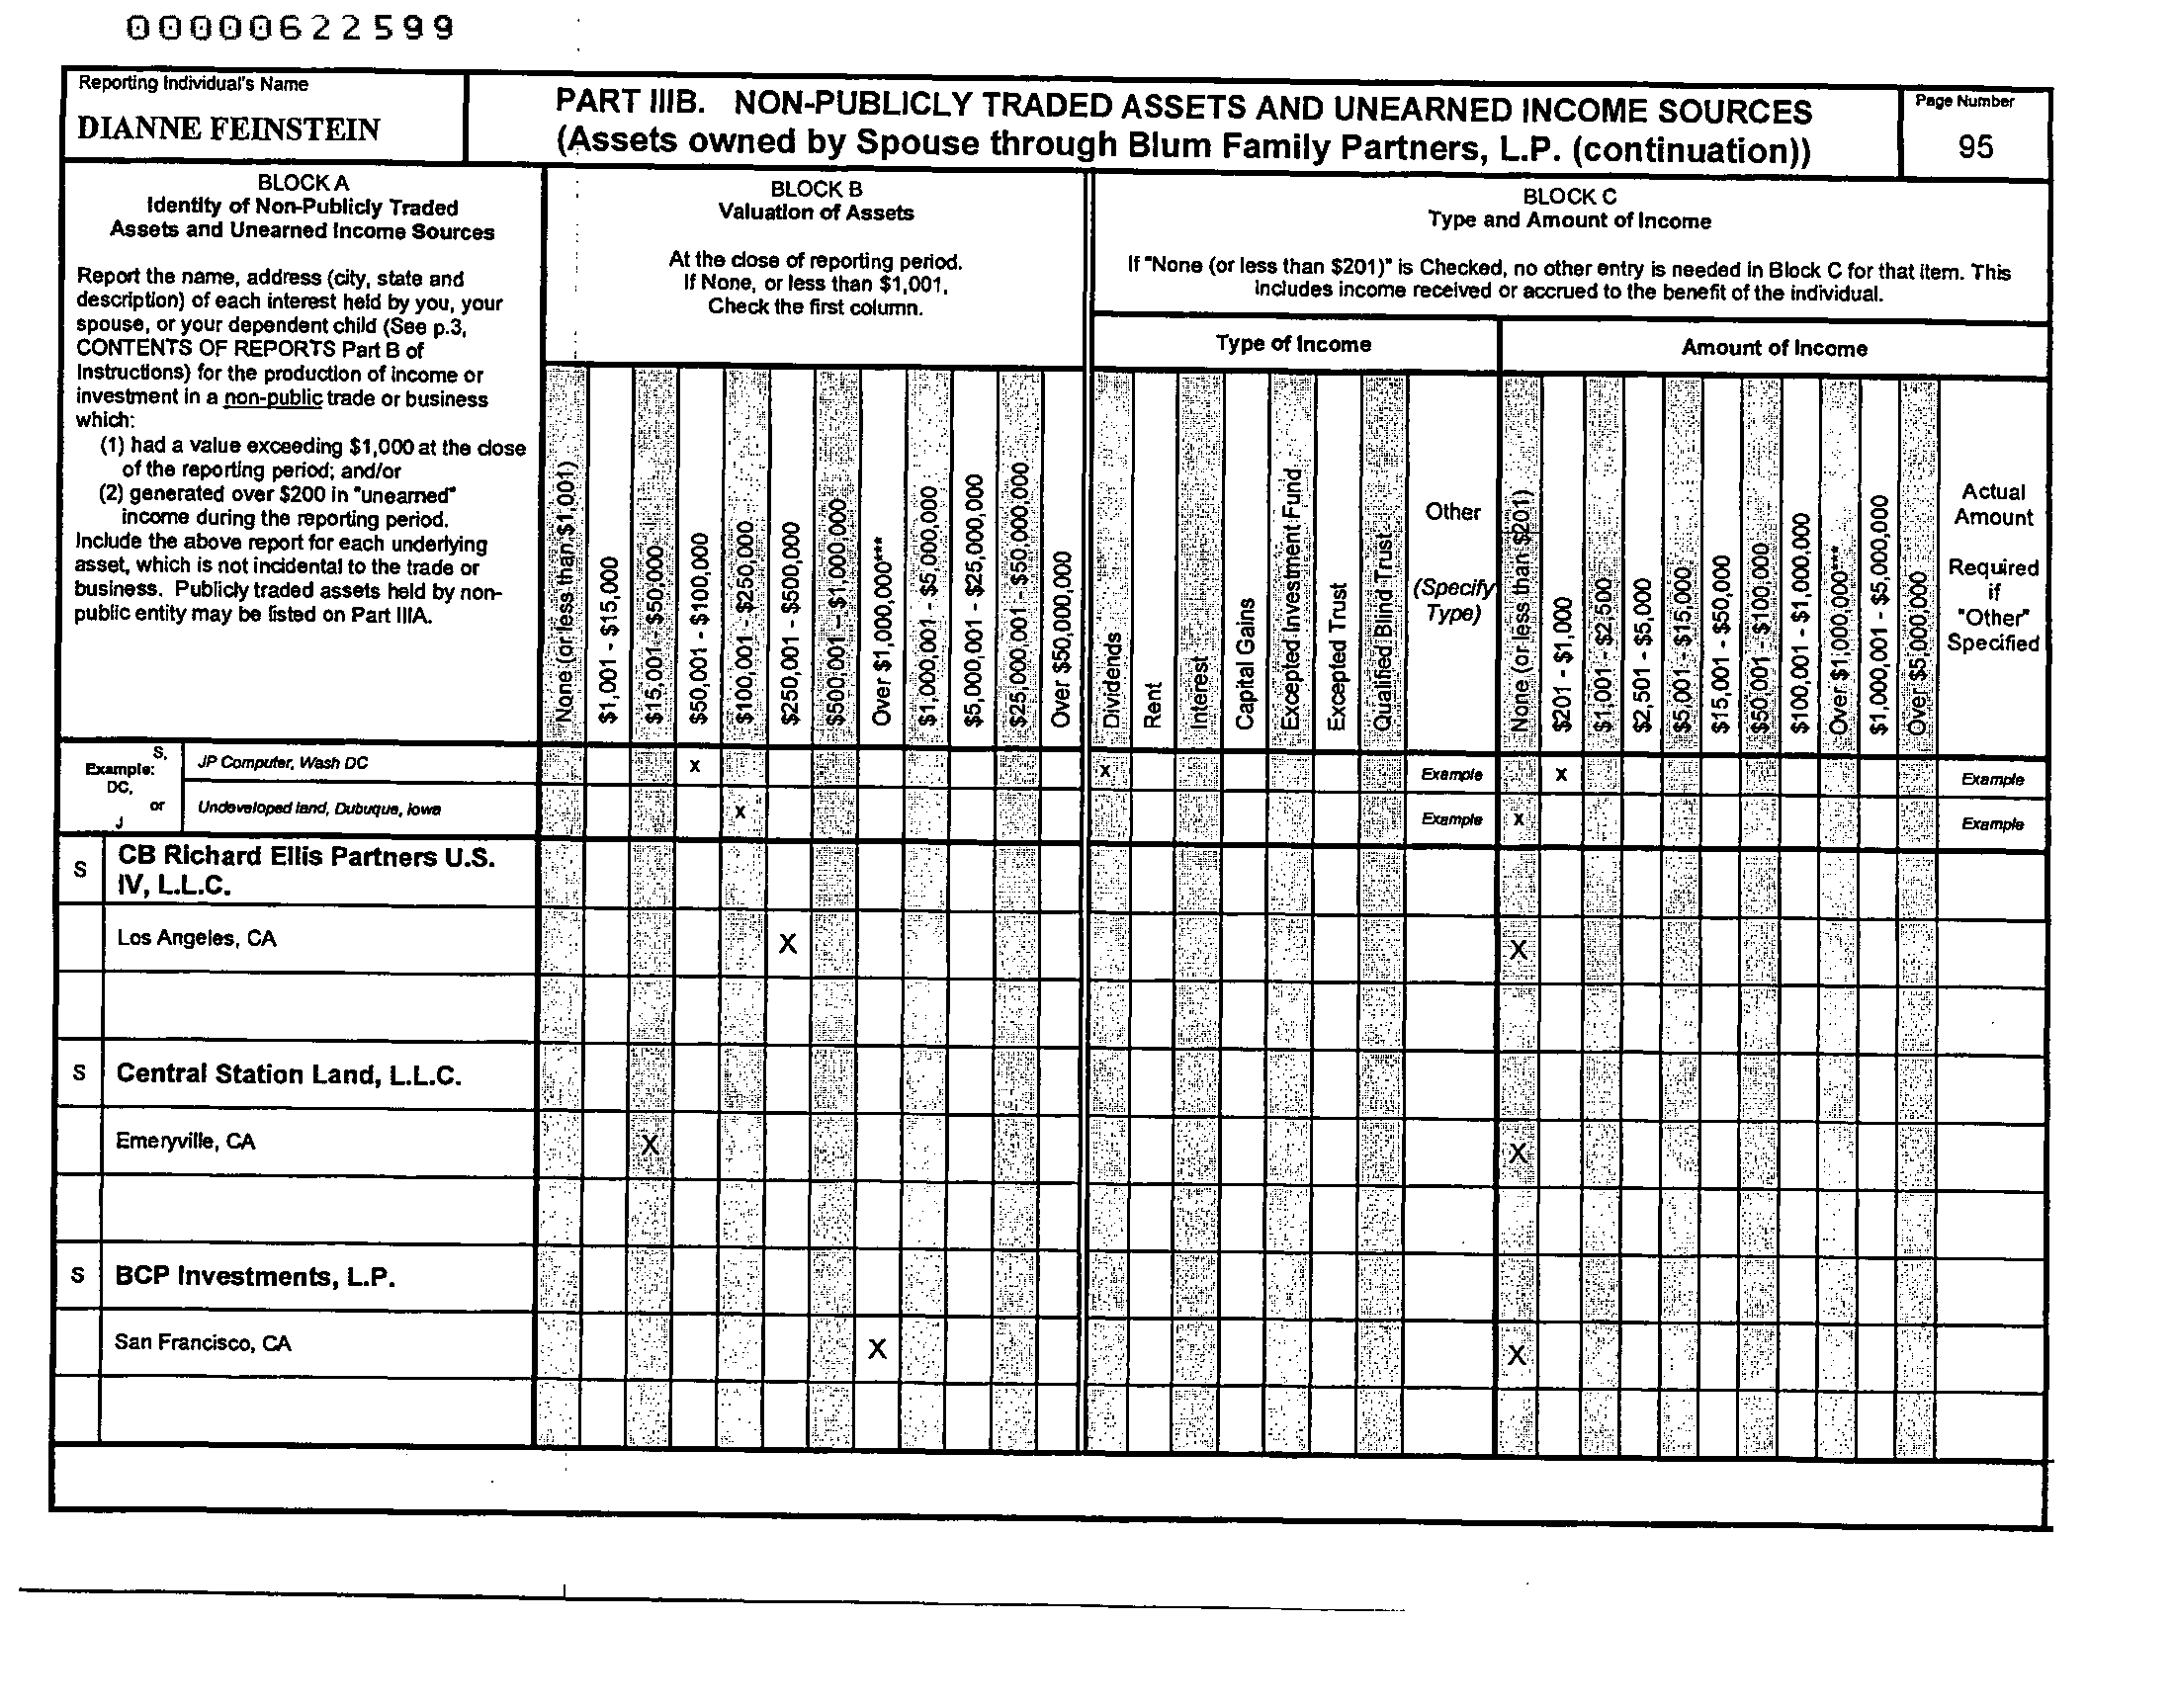 00000622599
Reporting Individual's Name
DIANNE FEINSTEIN
PART IIIB. NON-PUBLICLY TRADED ASSETS AND UNEARNED INCOME SOURCES
(Assets owned by Spouse through Blum Family Partners, L.P. (continuation))
Page Number
95
BLOCK A
Identity of Non-Publicly Traded
Assets and Unearned Income Sources
Report the name, address (city, state and
description) of each interest held by you, your
spouse, or your dependent child (See p.3,
CONTENTS OF REPORTS Part B of
Instructions) for the production of income or
investment in a non-public trade or business
which:
(1) had a value exceeding $1,000 at the close
of the reporting period; and/or
(2) generated over $200 in "unearned"
income during the reporting period.
Include the above report for each underlying
asset, which is not incidental to the trade or
business. Publicly traded assets held by non-
public entity may be listed on Part IIIA.
BLOCK B
Valuation of Assets
At the close of reporting period.
If None, or less than $1,001,
Check the first column.
BLOCK C
Type and Amount of Income
If "None (or less than $201)" is Checked, no other entry is needed in Block C for that item. This
includes income received or accrued to the benefit of the individual.
Type of Income
Amount of Income
None (or less than $1,001)
$1,001 - $15,000
$15,001 - $50,000
$50,001 - $100,000
$100,001 - $250,000
$250,001 - $500,000
$500,001 - $1,000,000
Over $1,000,000***
$1,000,001 - $5,000,000
$5,000,001 - $25,000,000
$25,000,001 - $50,000,000
Over $50,000,000
Dividends
Rent
Interest
Capital Gains
Excepted Investment Fund
Excepted Trust
Qualified Blind Trust
Other
(Specify
Type)
None (or less than $201)
$201 - $1,000
$1,001 - $2,500
$2,501 - $5,000
$5,001 - $15,000
$15,001 - $50,000
$50,001 - $100,000
$100,001 - $1,000,000
Over $1,000,000***
$1,000,001 - $5,000,000
Over $5,000,000
Actual
Amount
Required
if
"Other"
Specified
S,
Example:
DC,
or
J
JP Computer, Wash DC
X
X
Example
X
Example
Undeveloped land, Dubuque, Iowa
X
Example
X
Example
S
CB Richard Ellis Partners U.S.
IV, L.L.C.
Los Angeles, CA
X
X
S
Central Station Land, L.L.C.
Emeryville, CA
X
X
S
BCP Investments, L.P.
San Francisco, CA
X
X